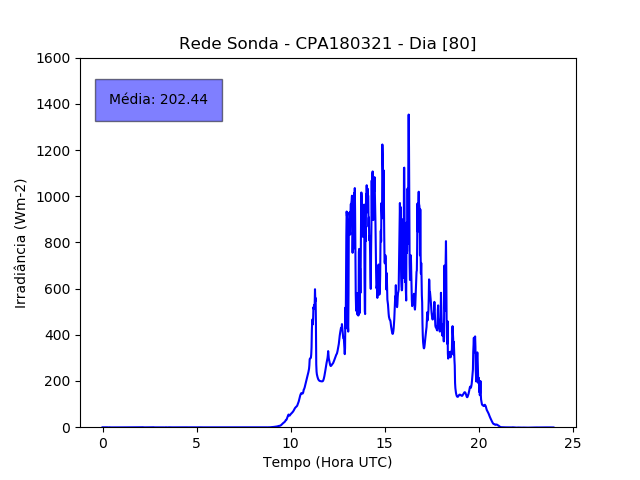 Rede Sonda - CPA180321 - Dia [80]
1600
1400
1200
1000
800
600
400
200
0
Média: 202.44
Irradiância (Wm-2)
0 5 10 15 20 25
Tempo (Hora UTC)